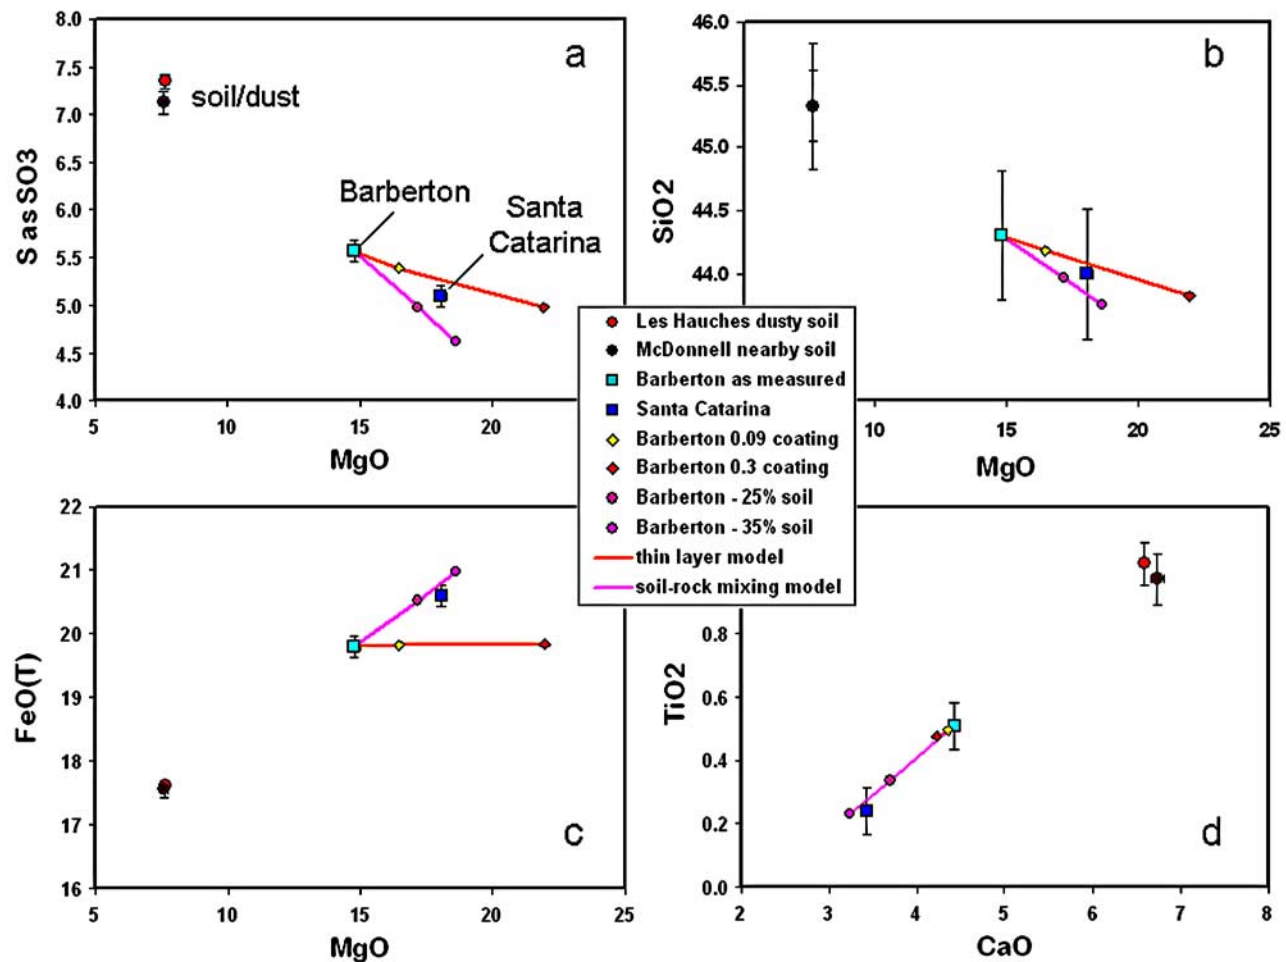 8.0
7.5
7.0
6.5
6.0
5.5
5.0
4.5
4.0
S as SO3
a
soil/dust
Barberton
Santa
Catarina
5
15
20
MgO
46.0
45.5
45.0
44.5
44.0
SiO2
b
10
15
20
25
MgO
Les Hauches dusty soil
McDonnell nearby soil
Barberton as measured
Santa Catarina
Barberton 0.09 coating
Barberton 0.3 coating
Barberton - 25% soil
Barberton - 35% soil
thin layer model
soil-rock mixing model
22
21
20
19
18
17
16
FeO(T)
c
5
10
15
20
25
MgO
0.8
0.6
0.4
0.2
0.0
TiO2
d
2
3
4
5
6
7
8
CaO